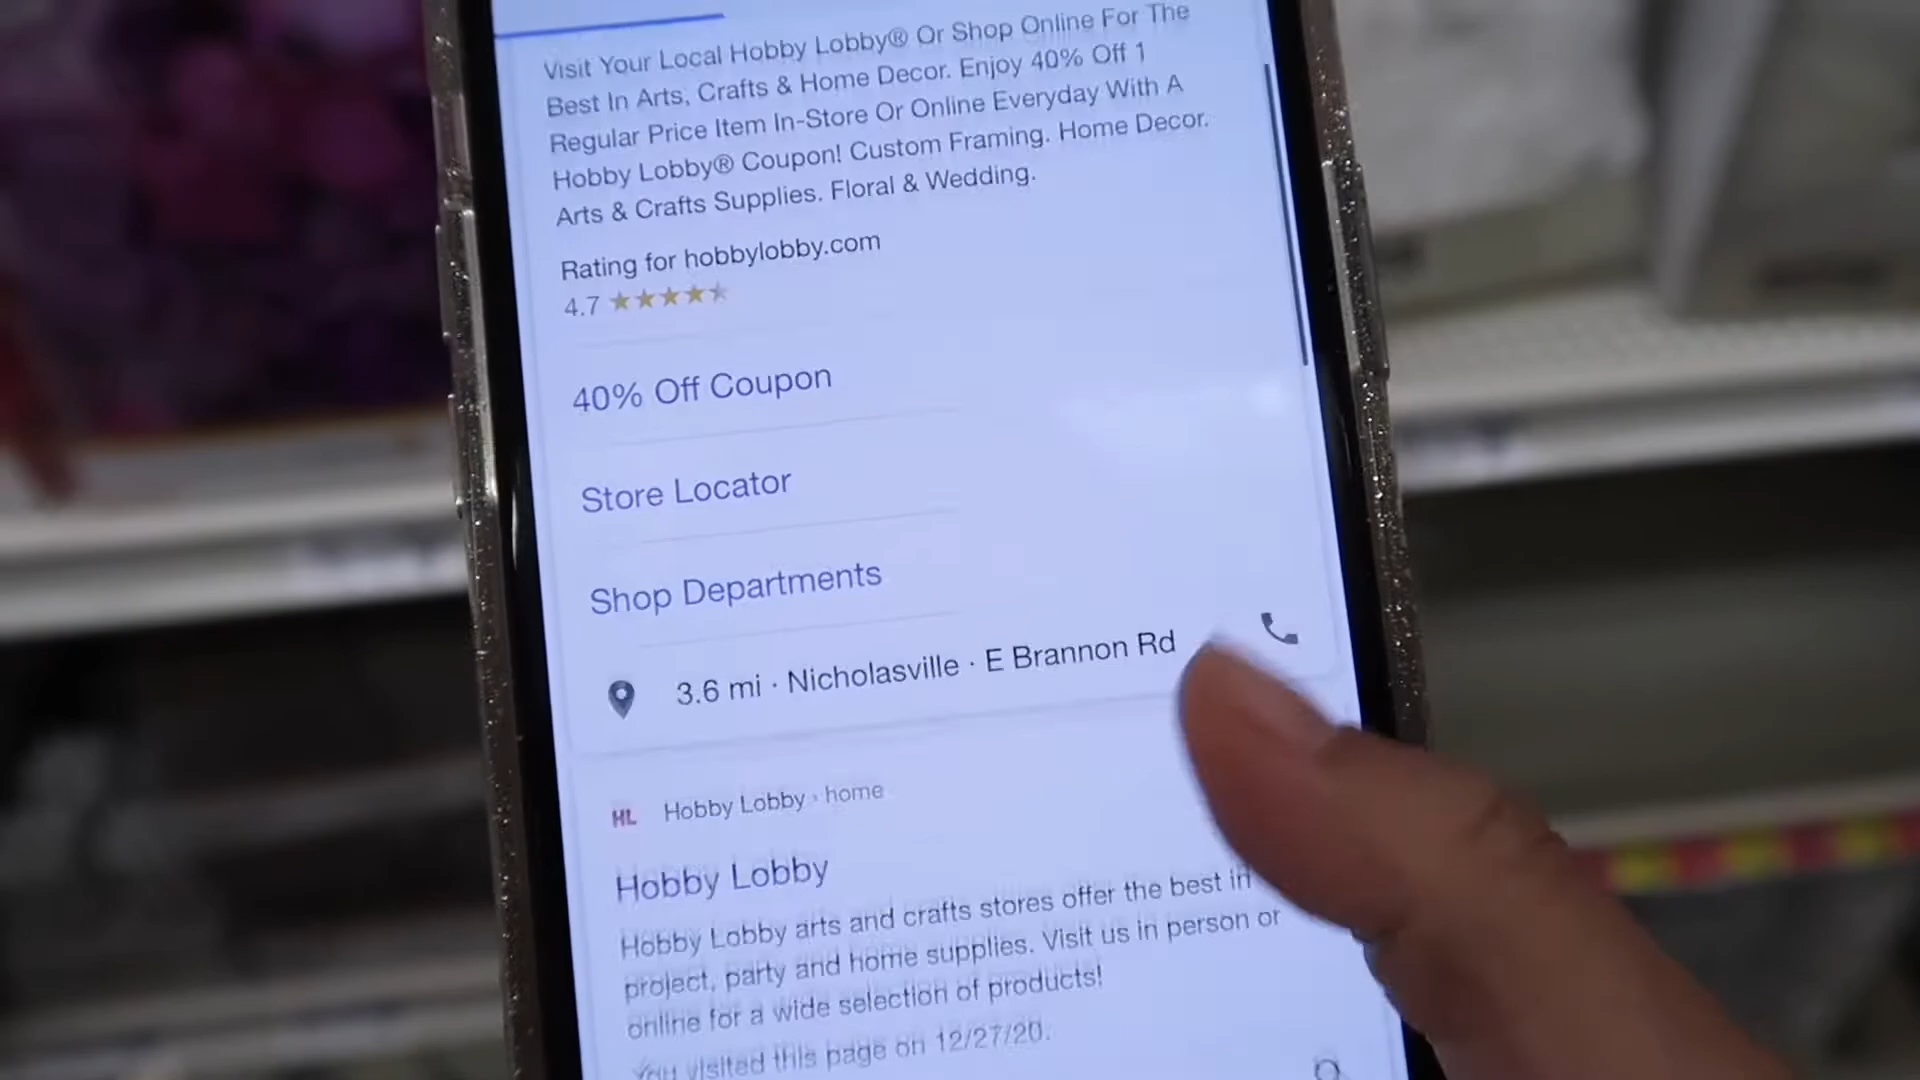 Visit Your Local Hobby Lobby® Or Shop Online For The
Best In Arts, Crafts & Home Decor. Enjoy 40% Off 1
Regular Price Item In-Store Or Online Everyday With A
Hobby Lobby® Coupon! Custom Framing. Home Decor.
Arts & Crafts Supplies. Floral & Wedding.
Rating for hobbylobby.com
4.7
40% Off Coupon
Store Locator
Shop Departments
3.6 mi · Nicholasville · E Brannon Rd
HL Hobby Lobby › home
Hobby Lobby
Hobby Lobby arts and crafts stores offer the best in
project, party and home supplies. Visit us in person or
online for a wide selection of products!
You visited this page on 12/27/20.